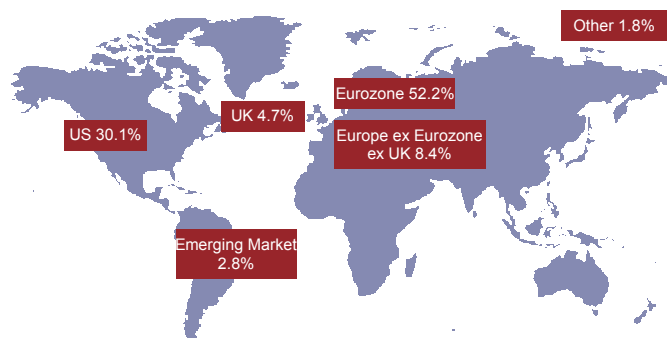 Other 1.8%
Eurozone 52.2%
UK 4.7%
US 30.1%
Europe ex Eurozone
ex UK 8.4%
Emerging Market
2.8%